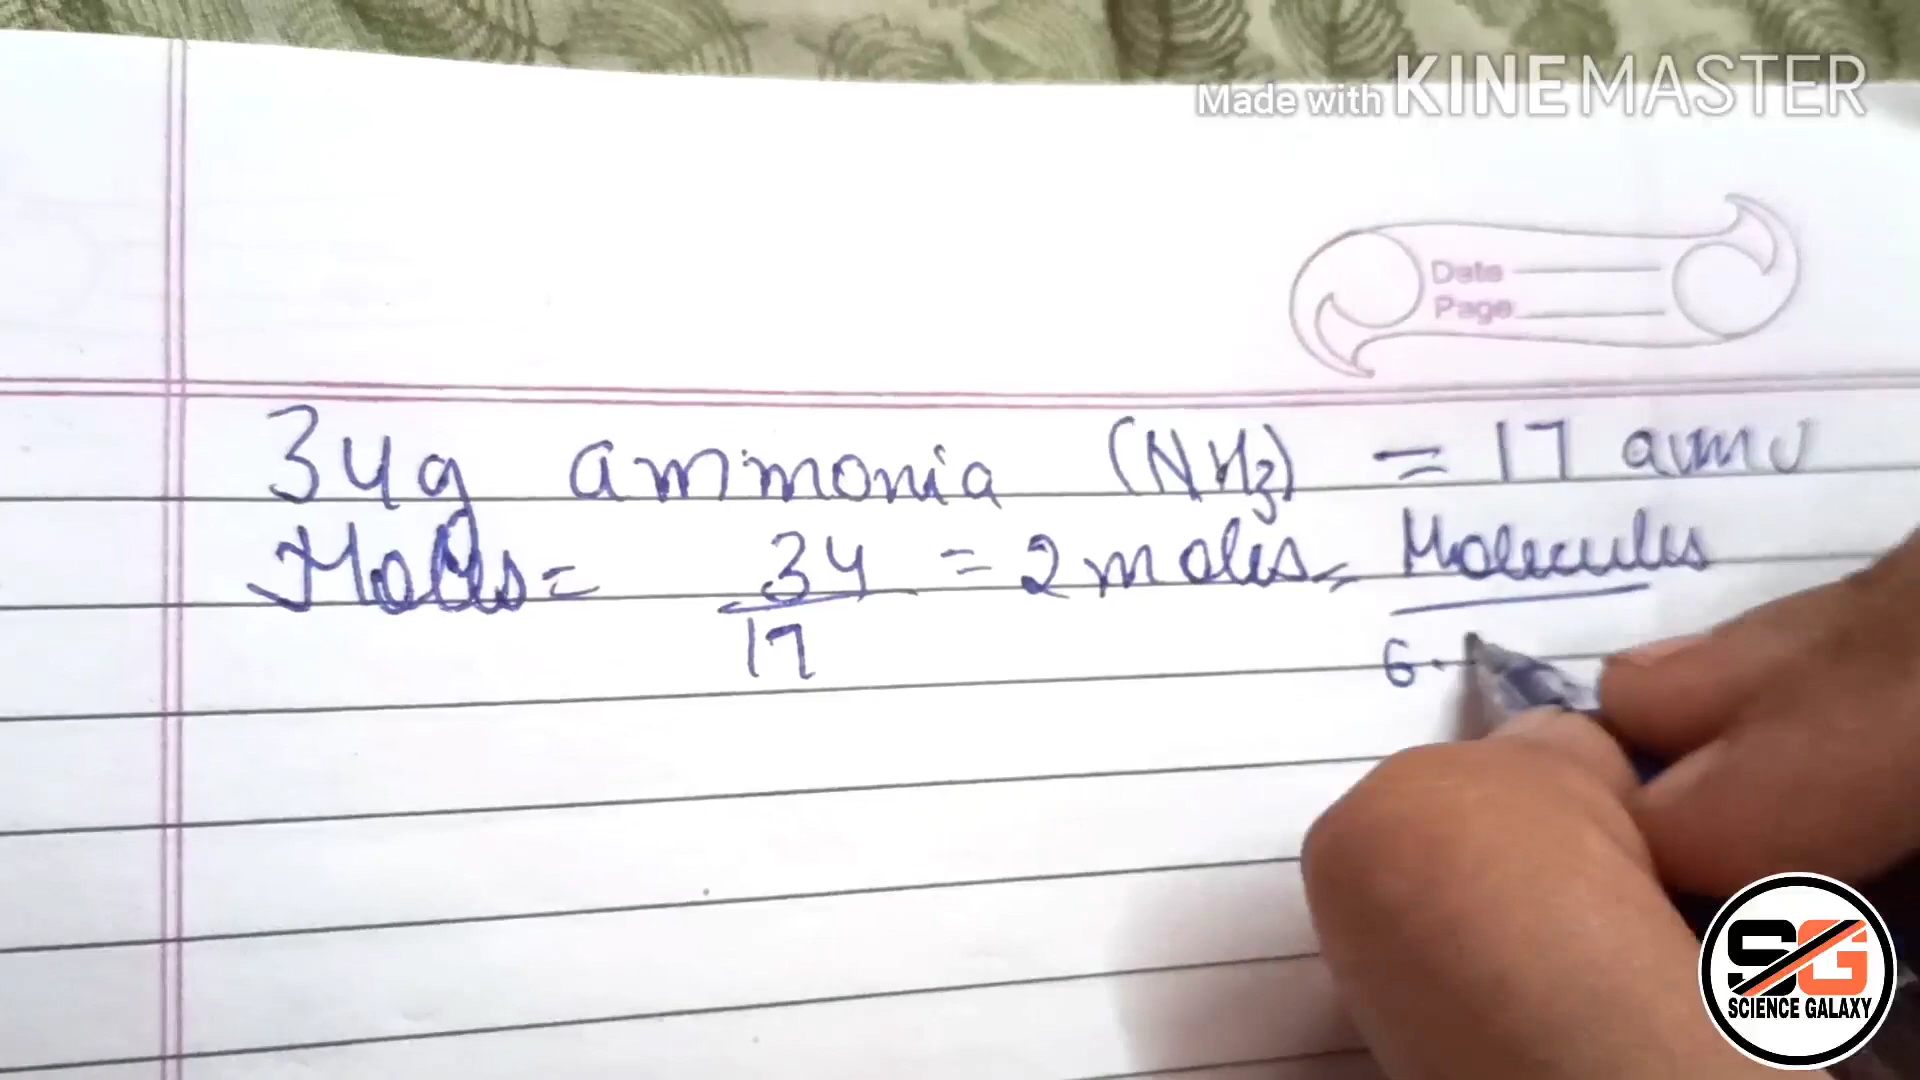 Made with KINEMASTER
Date
Page
34g ammonia (NH3) = 17 amu
Moles = 34 = 2 moles = Molecules
17 6.
SG
SCIENCE GALAXY